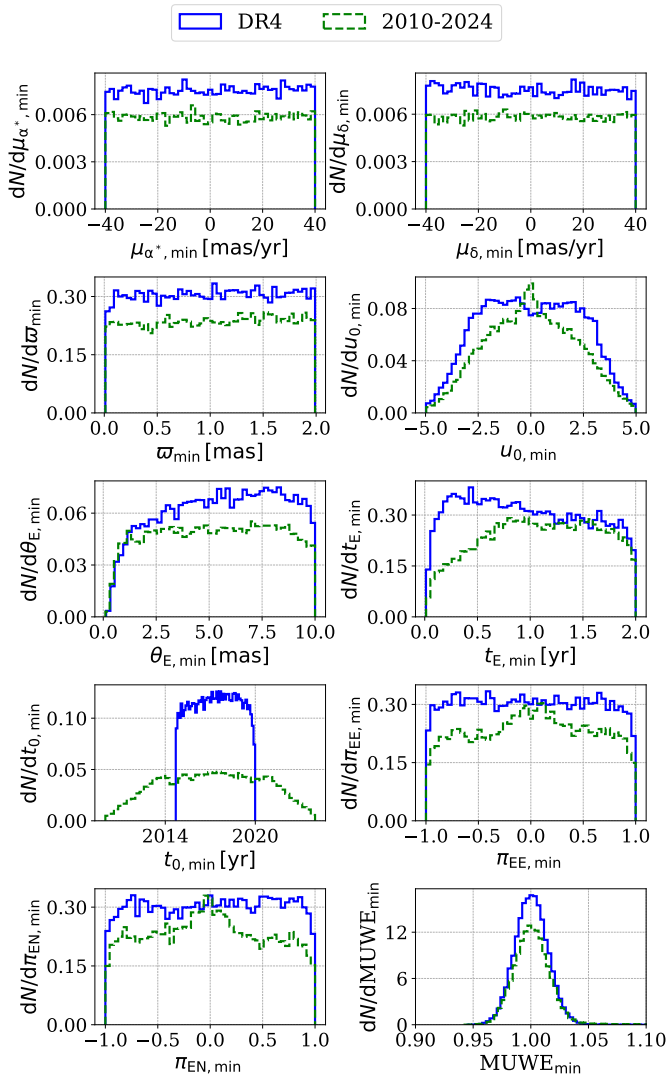 DR4 2010-2024
dN/dμα*, min
0.006
0.003
0.000
−40 −20 0 20 40
μα*, min [mas/yr]
dN/dμδ, min
0.006
0.003
0.000
−40 −20 0 20 40
μδ, min [mas/yr]
dN/dϖmin
0.30
0.15
0.00
0.0 0.5 1.0 1.5 2.0
ϖmin [mas]
dN/du0, min
0.08
0.04
0.00
−5.0 −2.5 0.0 2.5 5.0
u0, min
dN/dθE, min
0.06
0.03
0.00
0.0 2.5 5.0 7.5 10.0
θE, min [mas]
dN/dtE, min
0.30
0.15
0.00
0.0 0.5 1.0 1.5 2.0
tE, min [yr]
dN/dt0, min
0.10
0.05
0.00
2014 2020
t0, min [yr]
dN/dπEE, min
0.30
0.15
0.00
−1.0 −0.5 0.0 0.5 1.0
πEE, min
dN/dπEN, min
0.30
0.15
0.00
−1.0 −0.5 0.0 0.5 1.0
πEN, min
dN/dMUWEmin
12
6
0
0.90 0.95 1.00 1.05 1.10
MUWEmin